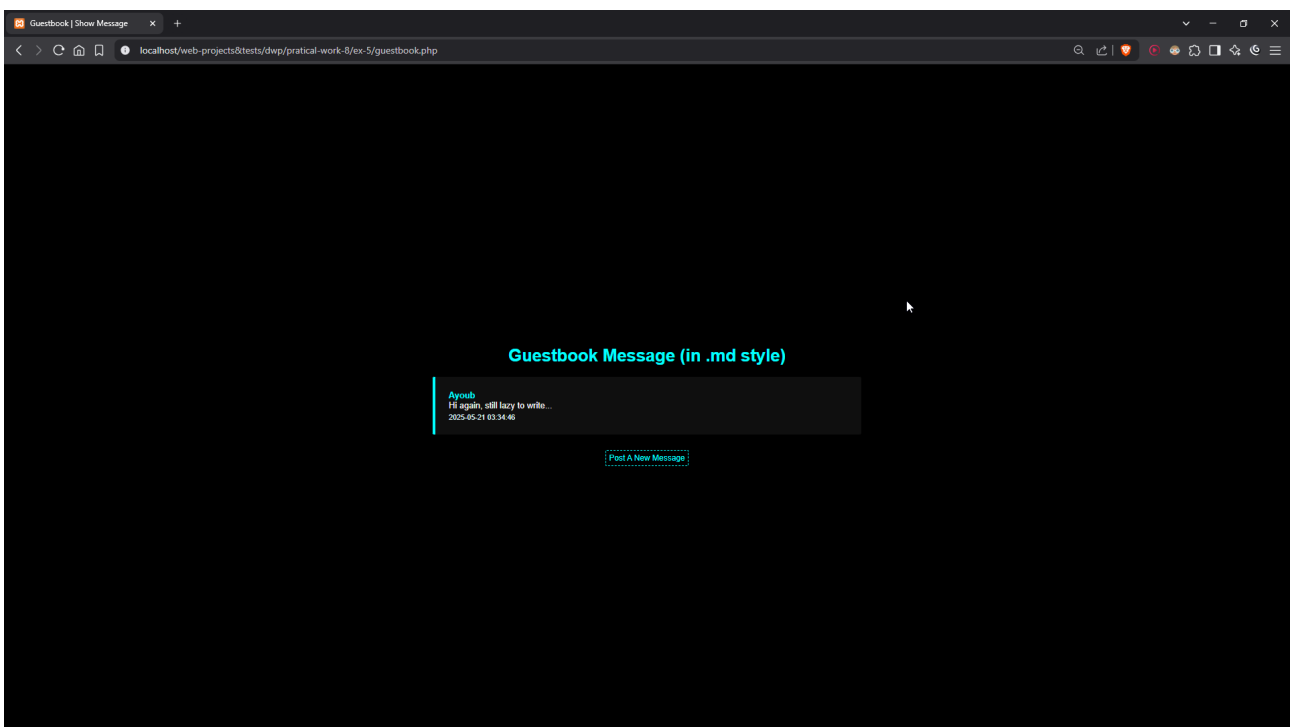 Guestbook | Show Message
localhost/web-projects&tests/dwp/pratical-work-8/ex-5/guestbook.php
Guestbook Message (in .md style)
Ayoub
Hi again, still lazy to write...
2025-05-21 03:34:46
Post A New Message